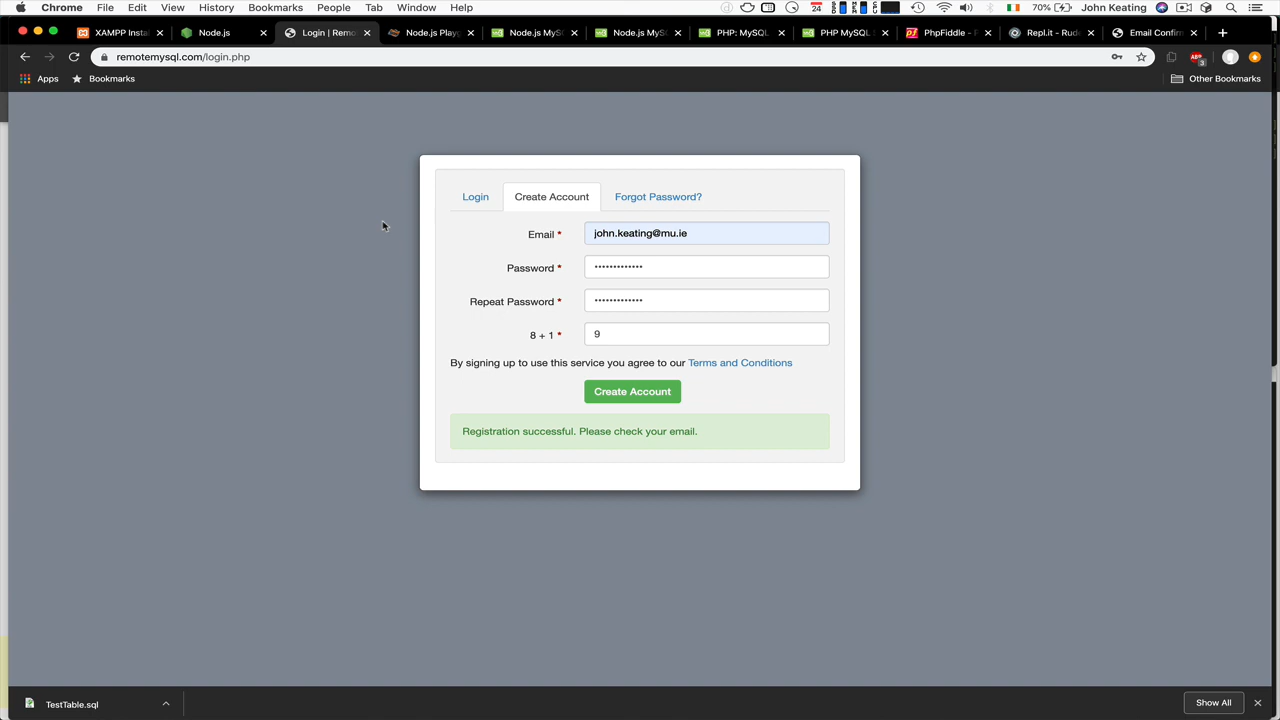 Chrome File Edit View History Bookmarks People Tab Window Help 24 70% John Keating
XAMPP Instal Node.js Login | Remo Node.js Play Node.js MyS Node.js MyS PHP: MySQL PHP MySQL PhpFiddle - Repl.it - Rud Email Confirm
remotemysql.com/login.php
Apps Bookmarks Other Bookmarks
Login Create Account Forgot Password?
Email * john.keating@mu.ie
Password * •••••••••••••
Repeat Password * •••••••••••••
8 + 1 * 9
By signing up to use this service you agree to our Terms and Conditions
Create Account
Registration successful. Please check your email.
TestTable.sql Show All